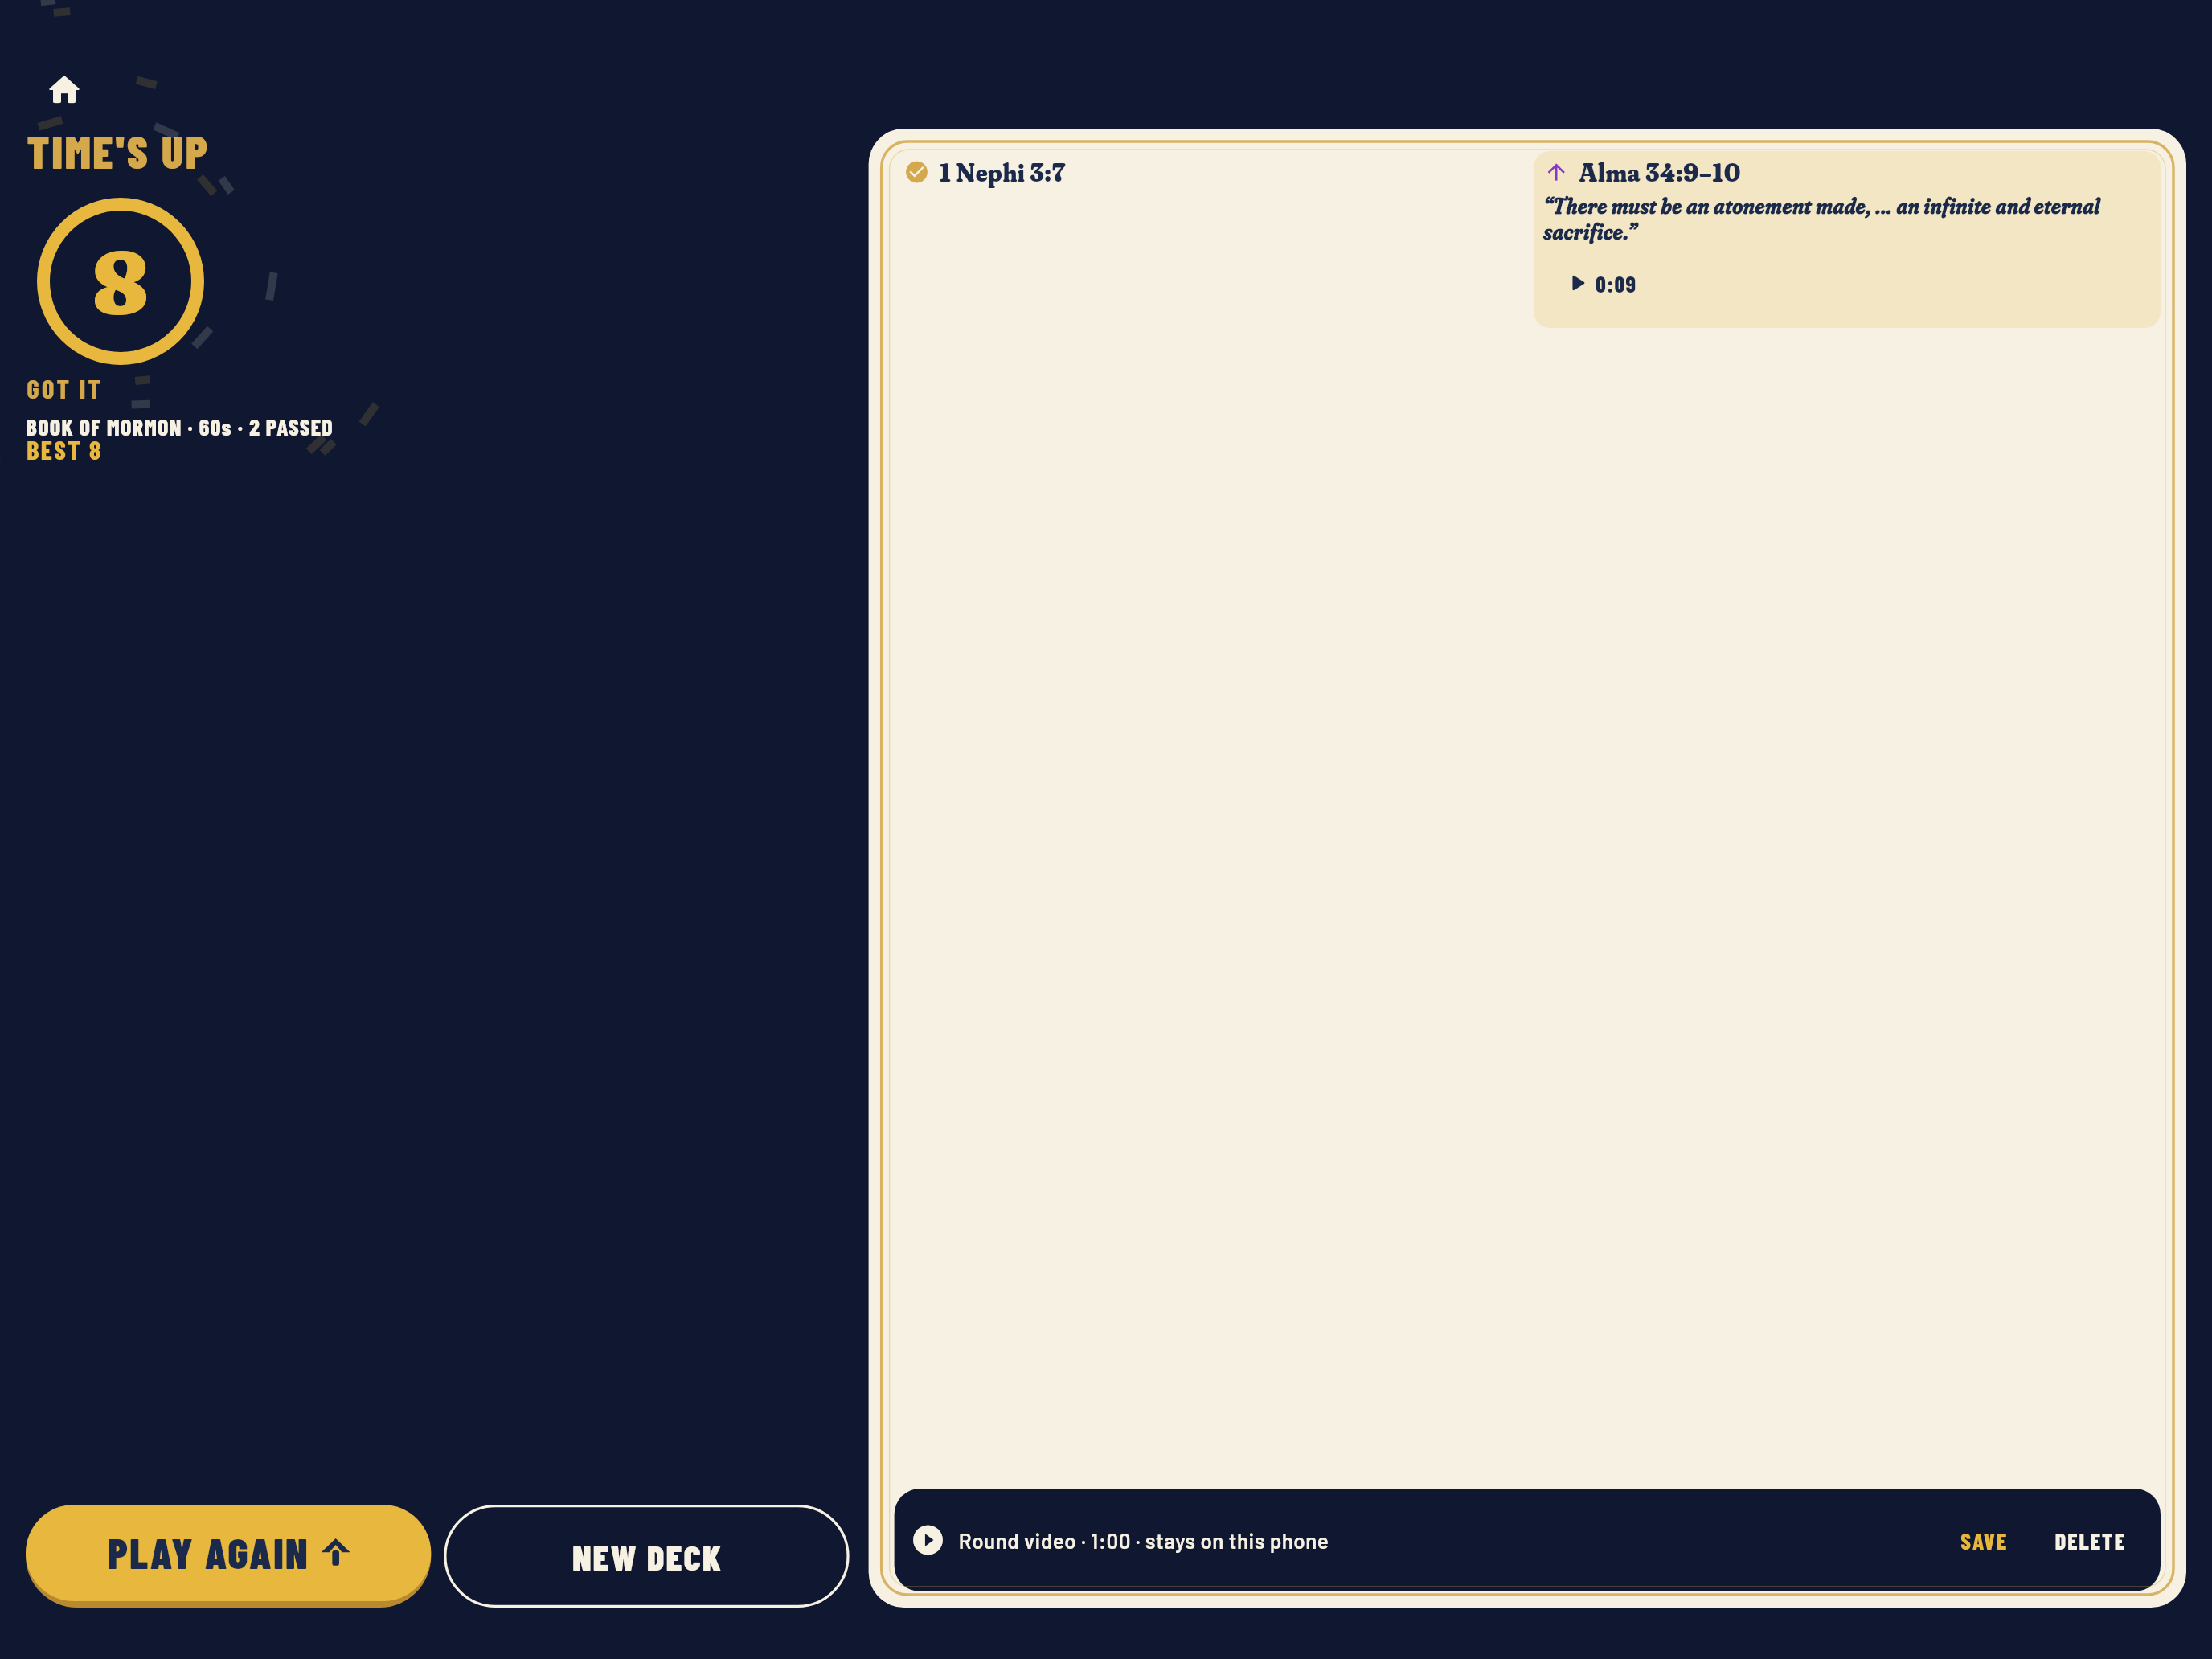 TIME'S UP
8
GOT IT
BOOK OF MORMON · 60s · 2 PASSED
BEST 8
PLAY AGAIN
NEW DECK
1 Nephi 3:7
Alma 34:9–10
“There must be an atonement made, ... an infinite and eternal
sacrifice.”
0:09
Round video · 1:00 · stays on this phone
SAVE
DELETE